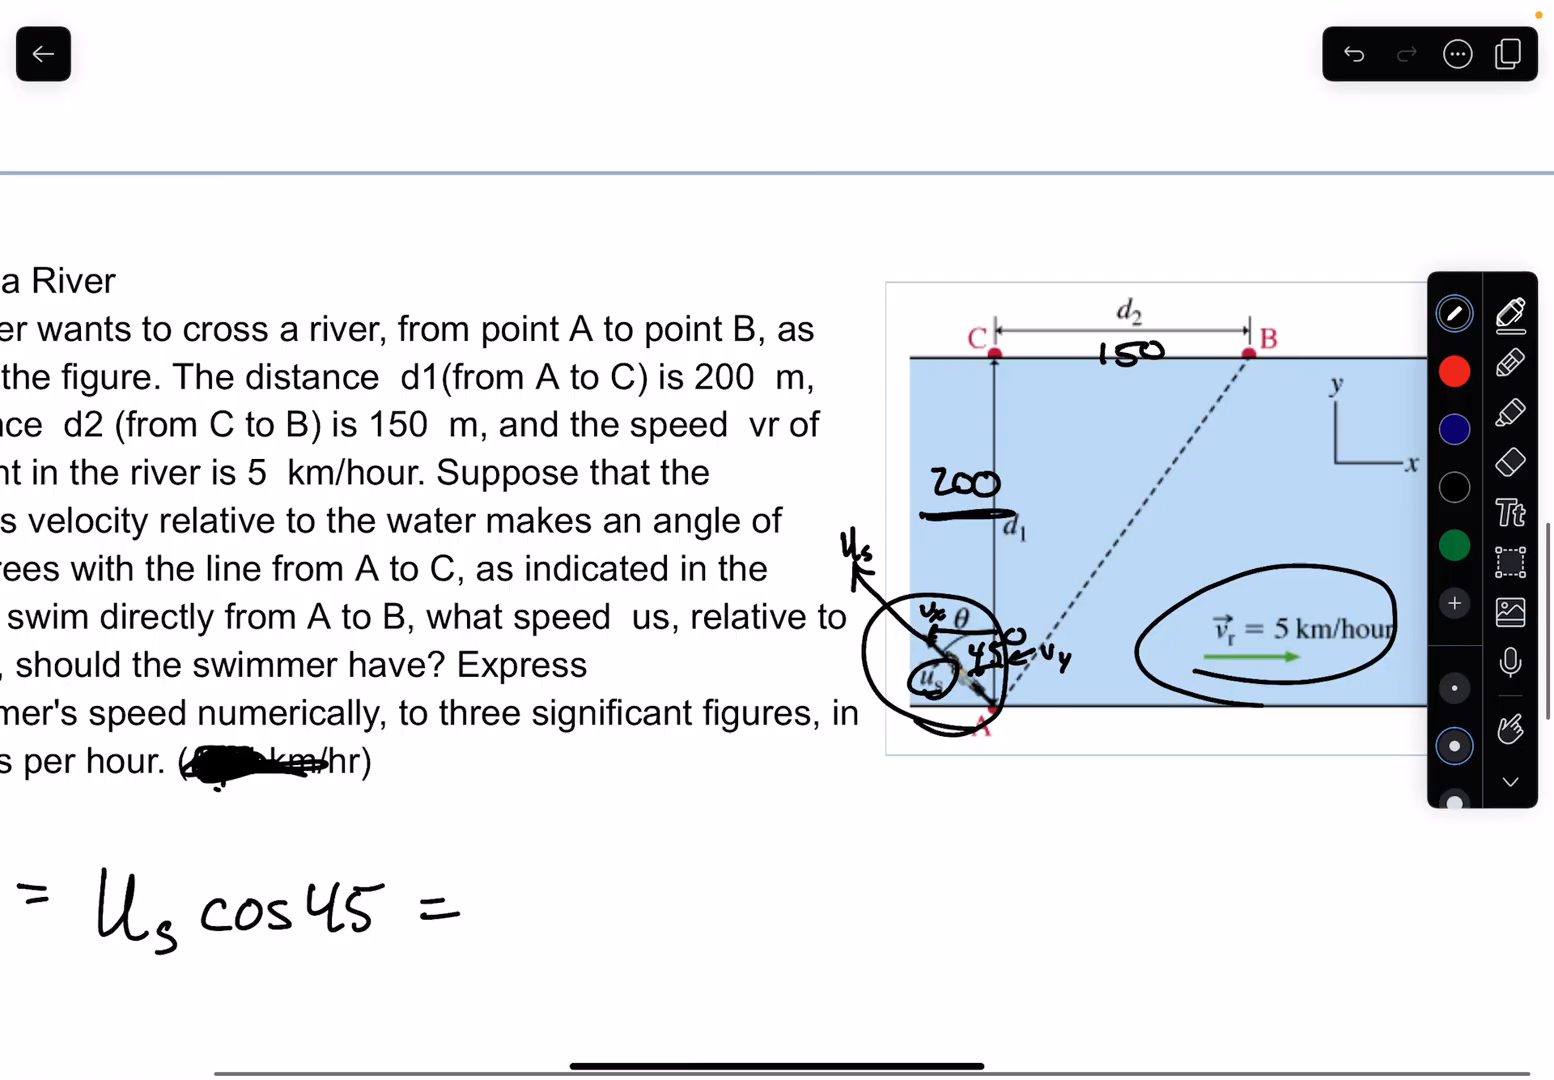 a River
er wants to cross a river, from point A to point B, as
the figure. The distance d1(from A to C) is 200 m,
nce d2 (from C to B) is 150 m, and the speed vr of
nt in the river is 5 km/hour. Suppose that the
s velocity relative to the water makes an angle of
rees with the line from A to C, as indicated in the
swim directly from A to B, what speed us, relative to
, should the swimmer have? Express
mer's speed numerically, to three significant figures, in
s per hour. ( km/hr)
= Us cos45 =
d2
C
B
150
y
x
200
d1
Us
Vx
θ
45
Vy
us
A
v⃗r = 5 km/hour
Tt